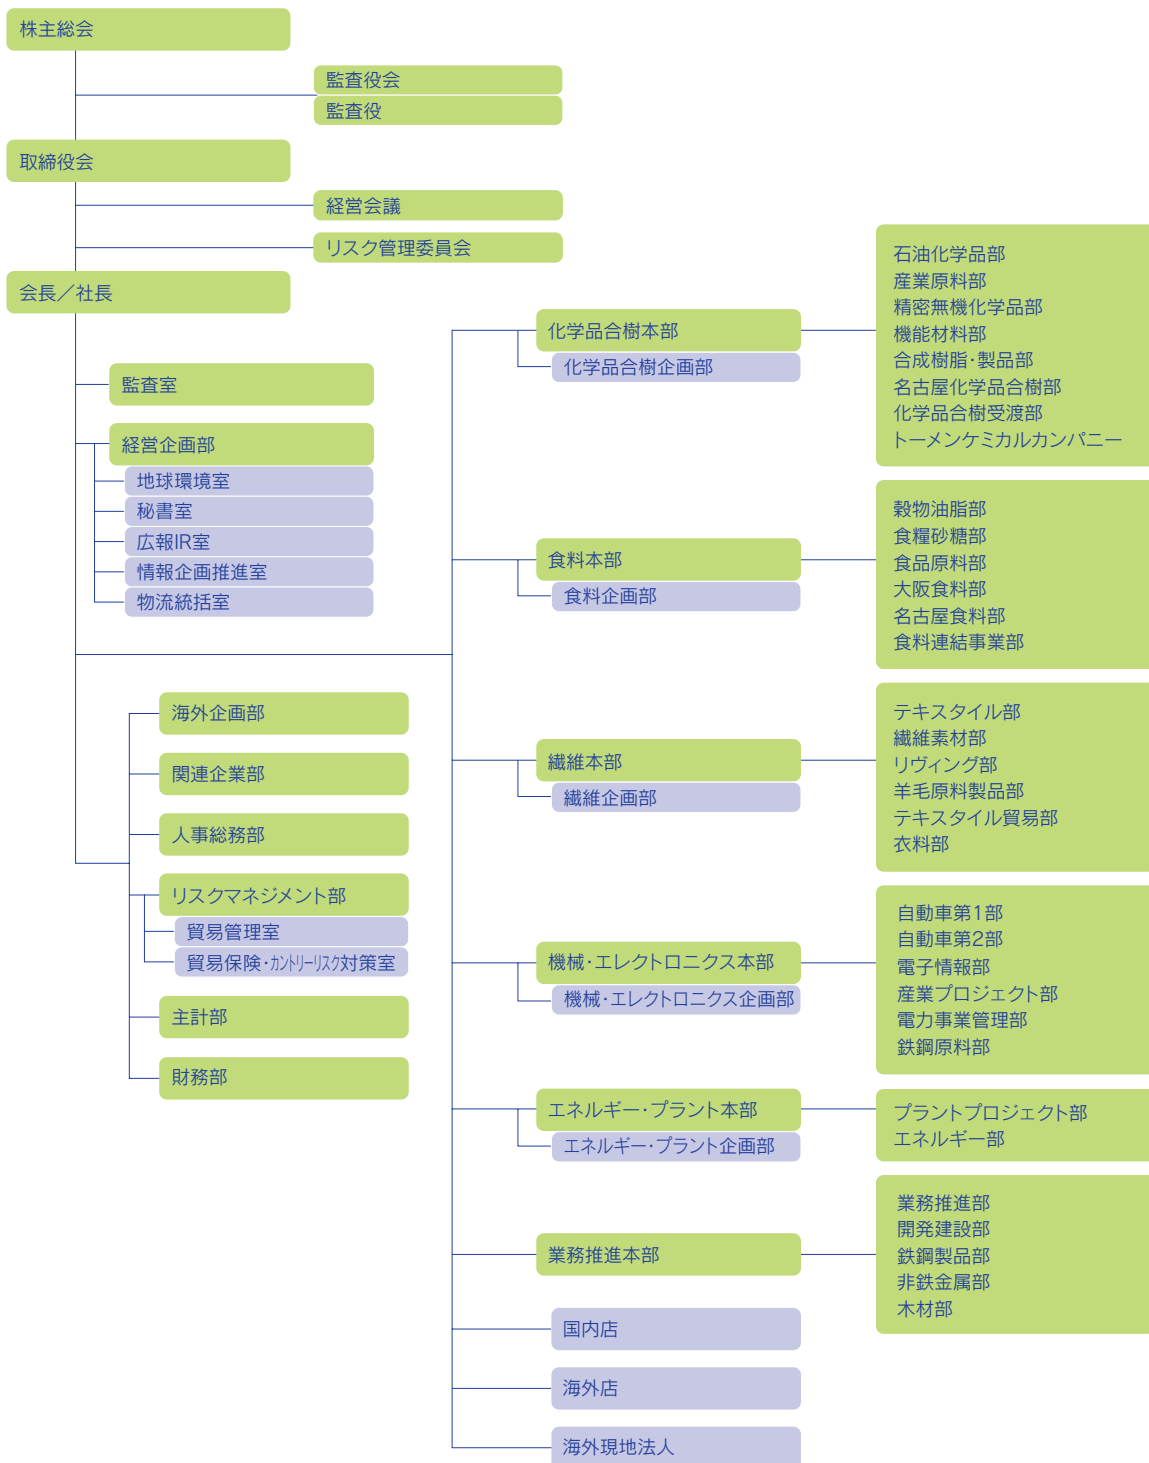 株主総会
監査役会
監査役
取締役会
経営会議
リスク管理委員会
会長／社長
監査室
経営企画部
地球環境室
秘書室
広報IR室
情報企画推進室
物流統括室
海外企画部
関連企業部
人事総務部
リスクマネジメント部
貿易管理室
貿易保険・カントリーリスク対策室
主計部
財務部
化学品合樹本部
化学品合樹企画部
石油化学品部
産業原料部
精密無機化学品部
機能材料部
合成樹脂・製品部
名古屋化学品合樹部
化学品合樹受渡部
トーメンケミカルカンパニー
食料本部
食料企画部
穀物油脂部
食糧砂糖部
食品原料部
大阪食料部
名古屋食料部
食料連結事業部
繊維本部
繊維企画部
テキスタイル部
繊維素材部
リヴィング部
羊毛原料製品部
テキスタイル貿易部
衣料部
機械・エレクトロニクス本部
機械・エレクトロニクス企画部
自動車第1部
自動車第2部
電子情報部
産業プロジェクト部
電力事業管理部
鉄鋼原料部
エネルギー・プラント本部
エネルギー・プラント企画部
プラントプロジェクト部
エネルギー部
業務推進本部
業務推進部
開発建設部
鉄鋼製品部
非鉄金属部
木材部
国内店
海外店
海外現地法人